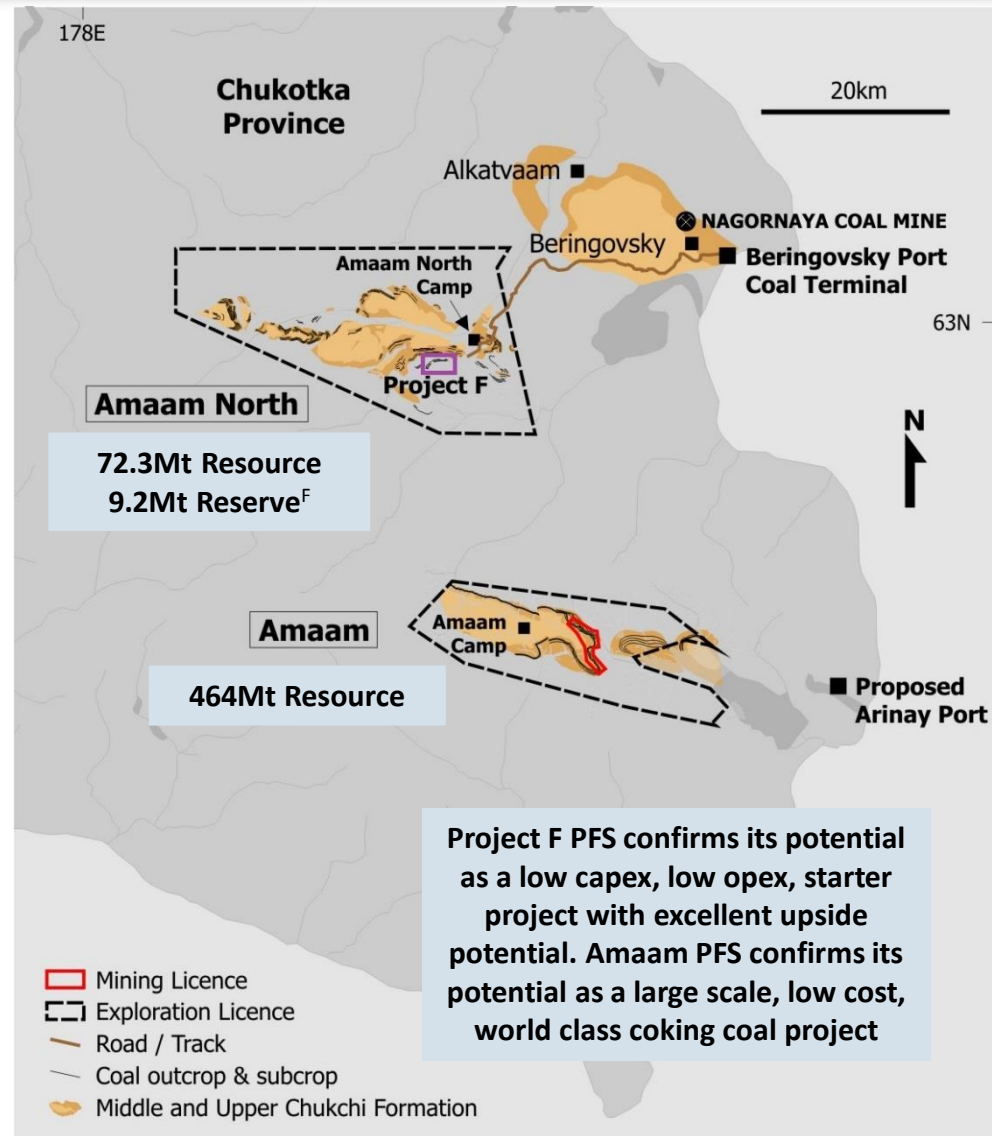 178E
Chukotka
Province
20km
Alkatvaam
NAGORNAYA COAL MINE
Beringovsky
Beringovsky Port
Coal Terminal
Amaam North
Camp
63N
Project F
Amaam North
N
72.3Mt Resource
9.2Mt Reserveᶠ
Amaam
Amaam
Camp
464Mt Resource
Proposed
Arinay Port
Project F PFS confirms its potential
as a low capex, low opex, starter
project with excellent upside
potential. Amaam PFS confirms its
potential as a large scale, low cost,
world class coking coal project
Mining Licence
Exploration Licence
Road / Track
Coal outcrop & subcrop
Middle and Upper Chukchi Formation